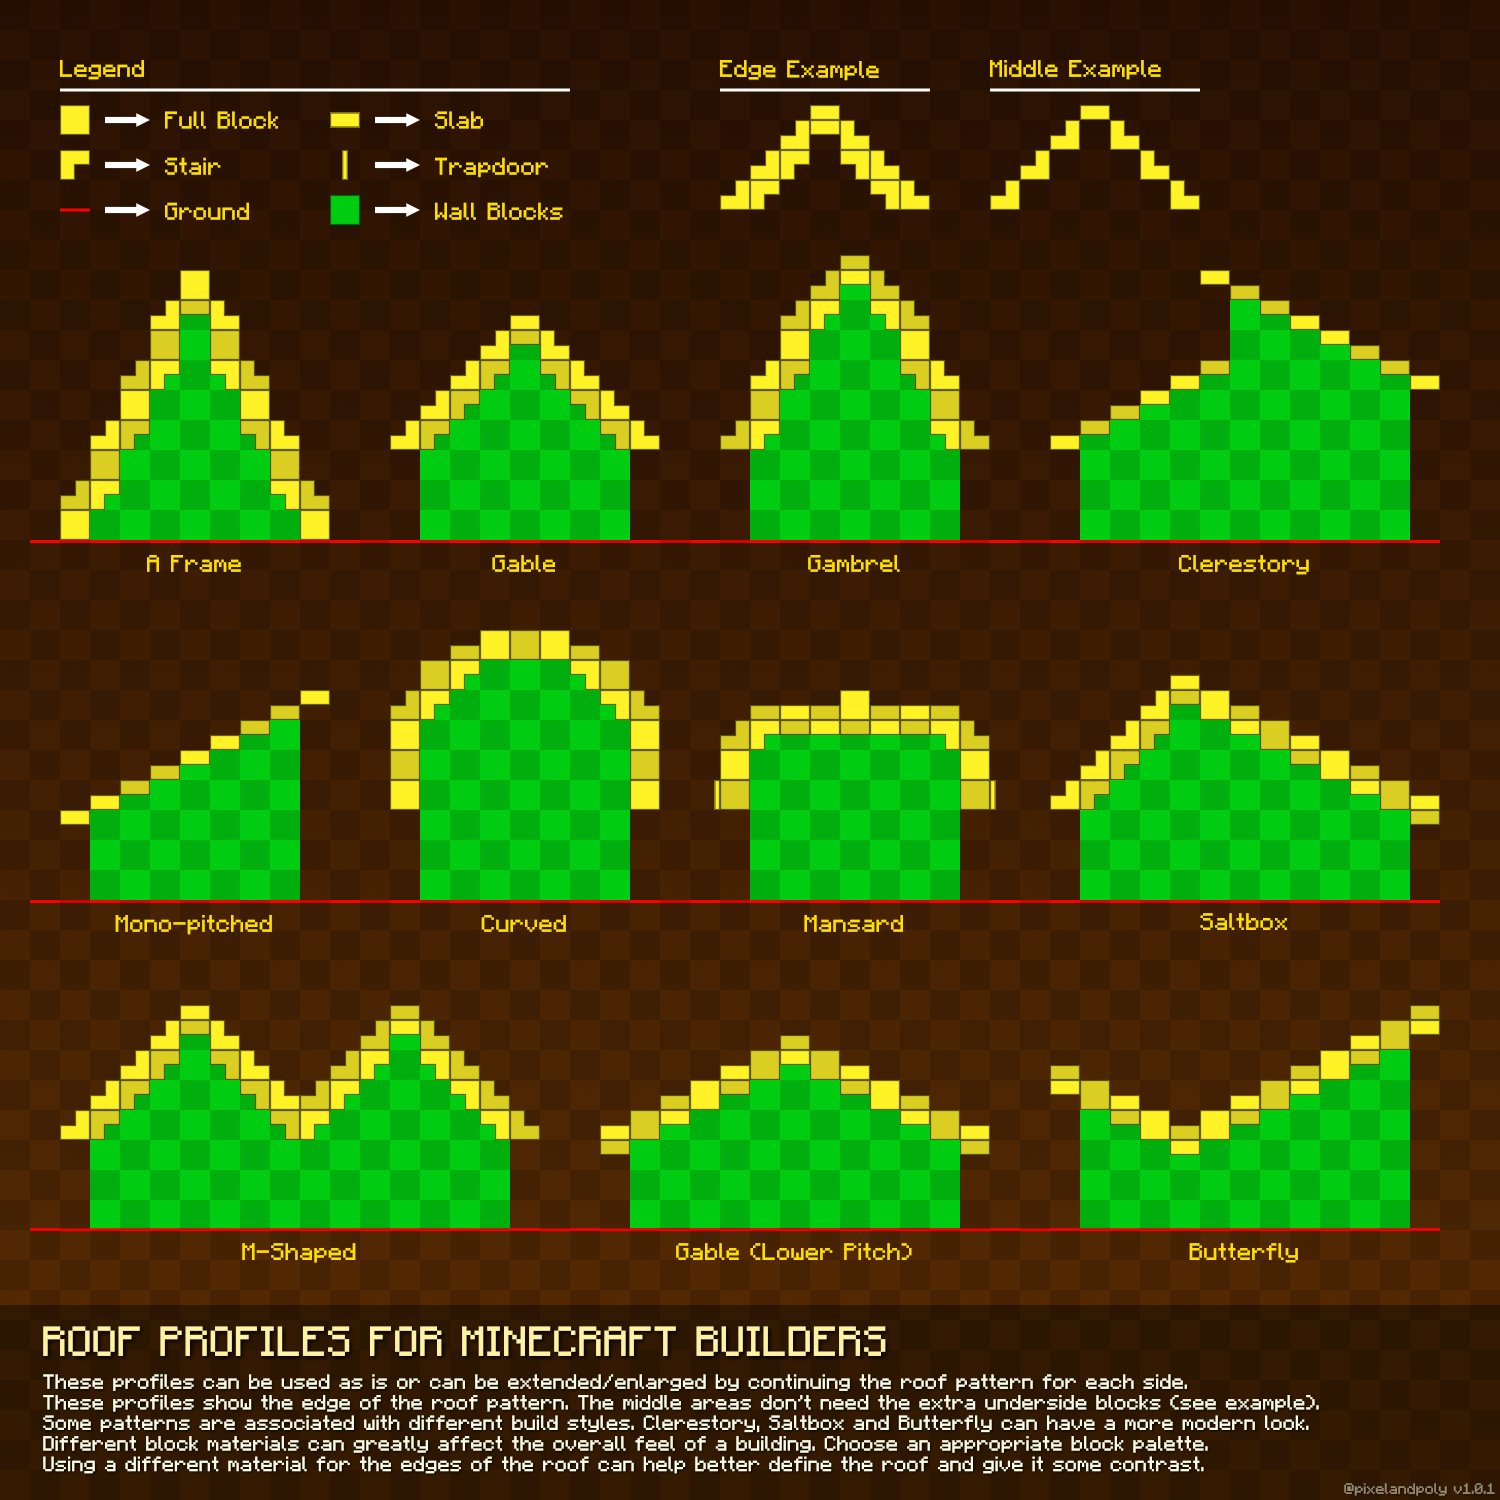 Legend
Edge Example
Middle Example
Full Block
Slab
Stair
Trapdoor
Ground
Wall Blocks
A Frame
Gable
Gambrel
Clerestory
Mono-pitched
Curved
Mansard
Saltbox
M-Shaped
Gable (Lower Pitch)
Butterfly
ROOF PROFILES FOR MINECRAFT BUILDERS
These profiles can be used as is or can be extended/enlarged by continuing the roof pattern for each side.
These profiles show the edge of the roof pattern. The middle areas don't need the extra underside blocks (see example).
Some patterns are associated with different build styles. Clerestory, Saltbox and Butterfly can have a more modern look.
Different block materials can greatly affect the overall feel of a building. Choose an appropriate block palette.
Using a different material for the edges of the roof can help better define the roof and give it some contrast.
@pixelandpoly v1.0.1